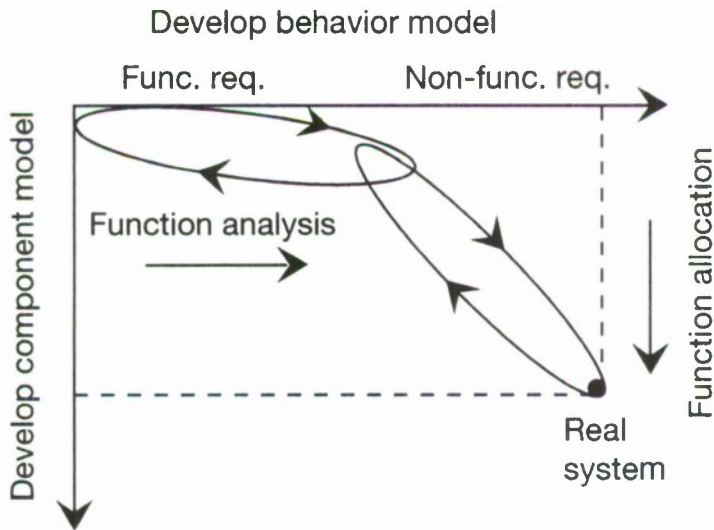 Develop behavior model
Func. req.
Non-func. req.
Develop component model
Function analysis
Function allocation
Real
system